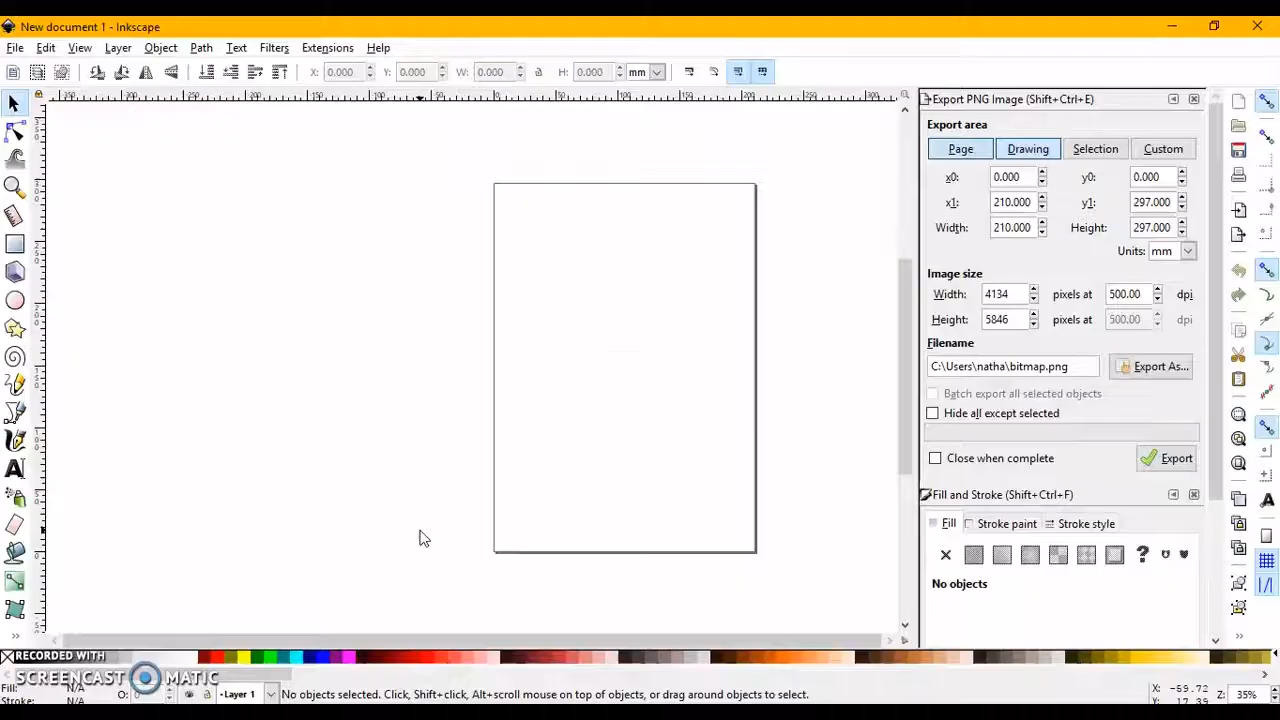 New document 1 - Inkscape
File Edit View Layer Object Path Text Filters Extensions Help
X: 0.000 Y: 0.000 W: 0.000 H: 0.000 mm
Export PNG Image (Shift+Ctrl+E)
Export area
Page Drawing Selection Custom
x0: 0.000 y0: 0.000
x1: 210.000 y1: 297.000
Width: 210.000 Height: 297.000
Units: mm
Image size
Width: 4134 pixels at 500.00 dpi
Height: 5846 pixels at 500.00 dpi
Filename
C:\Users\natha\bitmap.png Export As...
Batch export all selected objects
Hide all except selected
Close when complete Export
Fill and Stroke (Shift+Ctrl+F)
Fill Stroke paint Stroke style
No objects
RECORDED WITH
SCREENCAST MATIC
Fill: N/A
Stroke: N/A
O: 0 Layer 1 No objects selected. Click, Shift+click, Alt+scroll mouse on top of objects, or drag around objects to select.
X: -59.72
Y: 17.39
Z: 35%